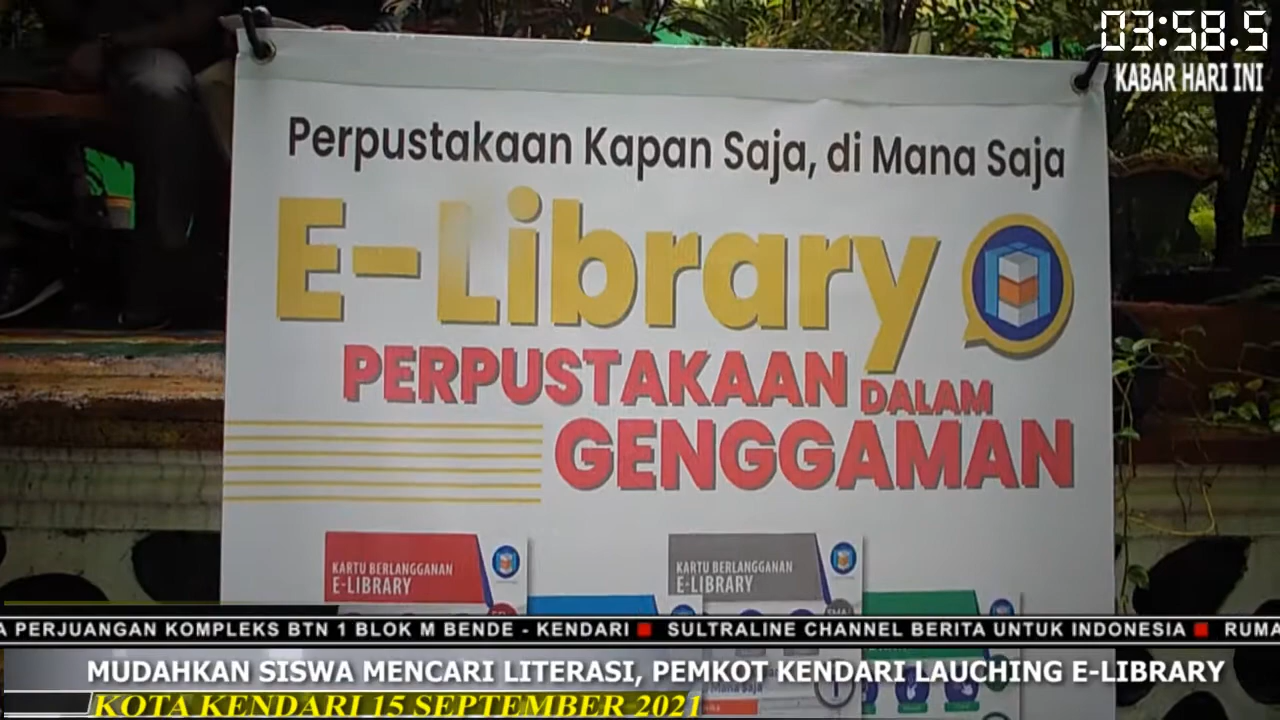 03:58.5
KABAR HARI INI
Perpustakaan Kapan Saja, di Mana Saja
E-Library
PERPUSTAKAAN DALAM
GENGGAMAN
KARTU BERLANGGANAN
E-LIBRARY
KARTU BERLANGGANAN
E-LIBRARY
A PERJUANGAN KOMPLEKS BTN 1 BLOK M BENDE - KENDARI ■ SULTRALINE CHANNEL BERITA UNTUK INDONESIA ■ RUMA
MUDAHKAN SISWA MENCARI LITERASI, PEMKOT KENDARI LAUCHING E-LIBRARY
KOTA KENDARI 15 SEPTEMBER 2021